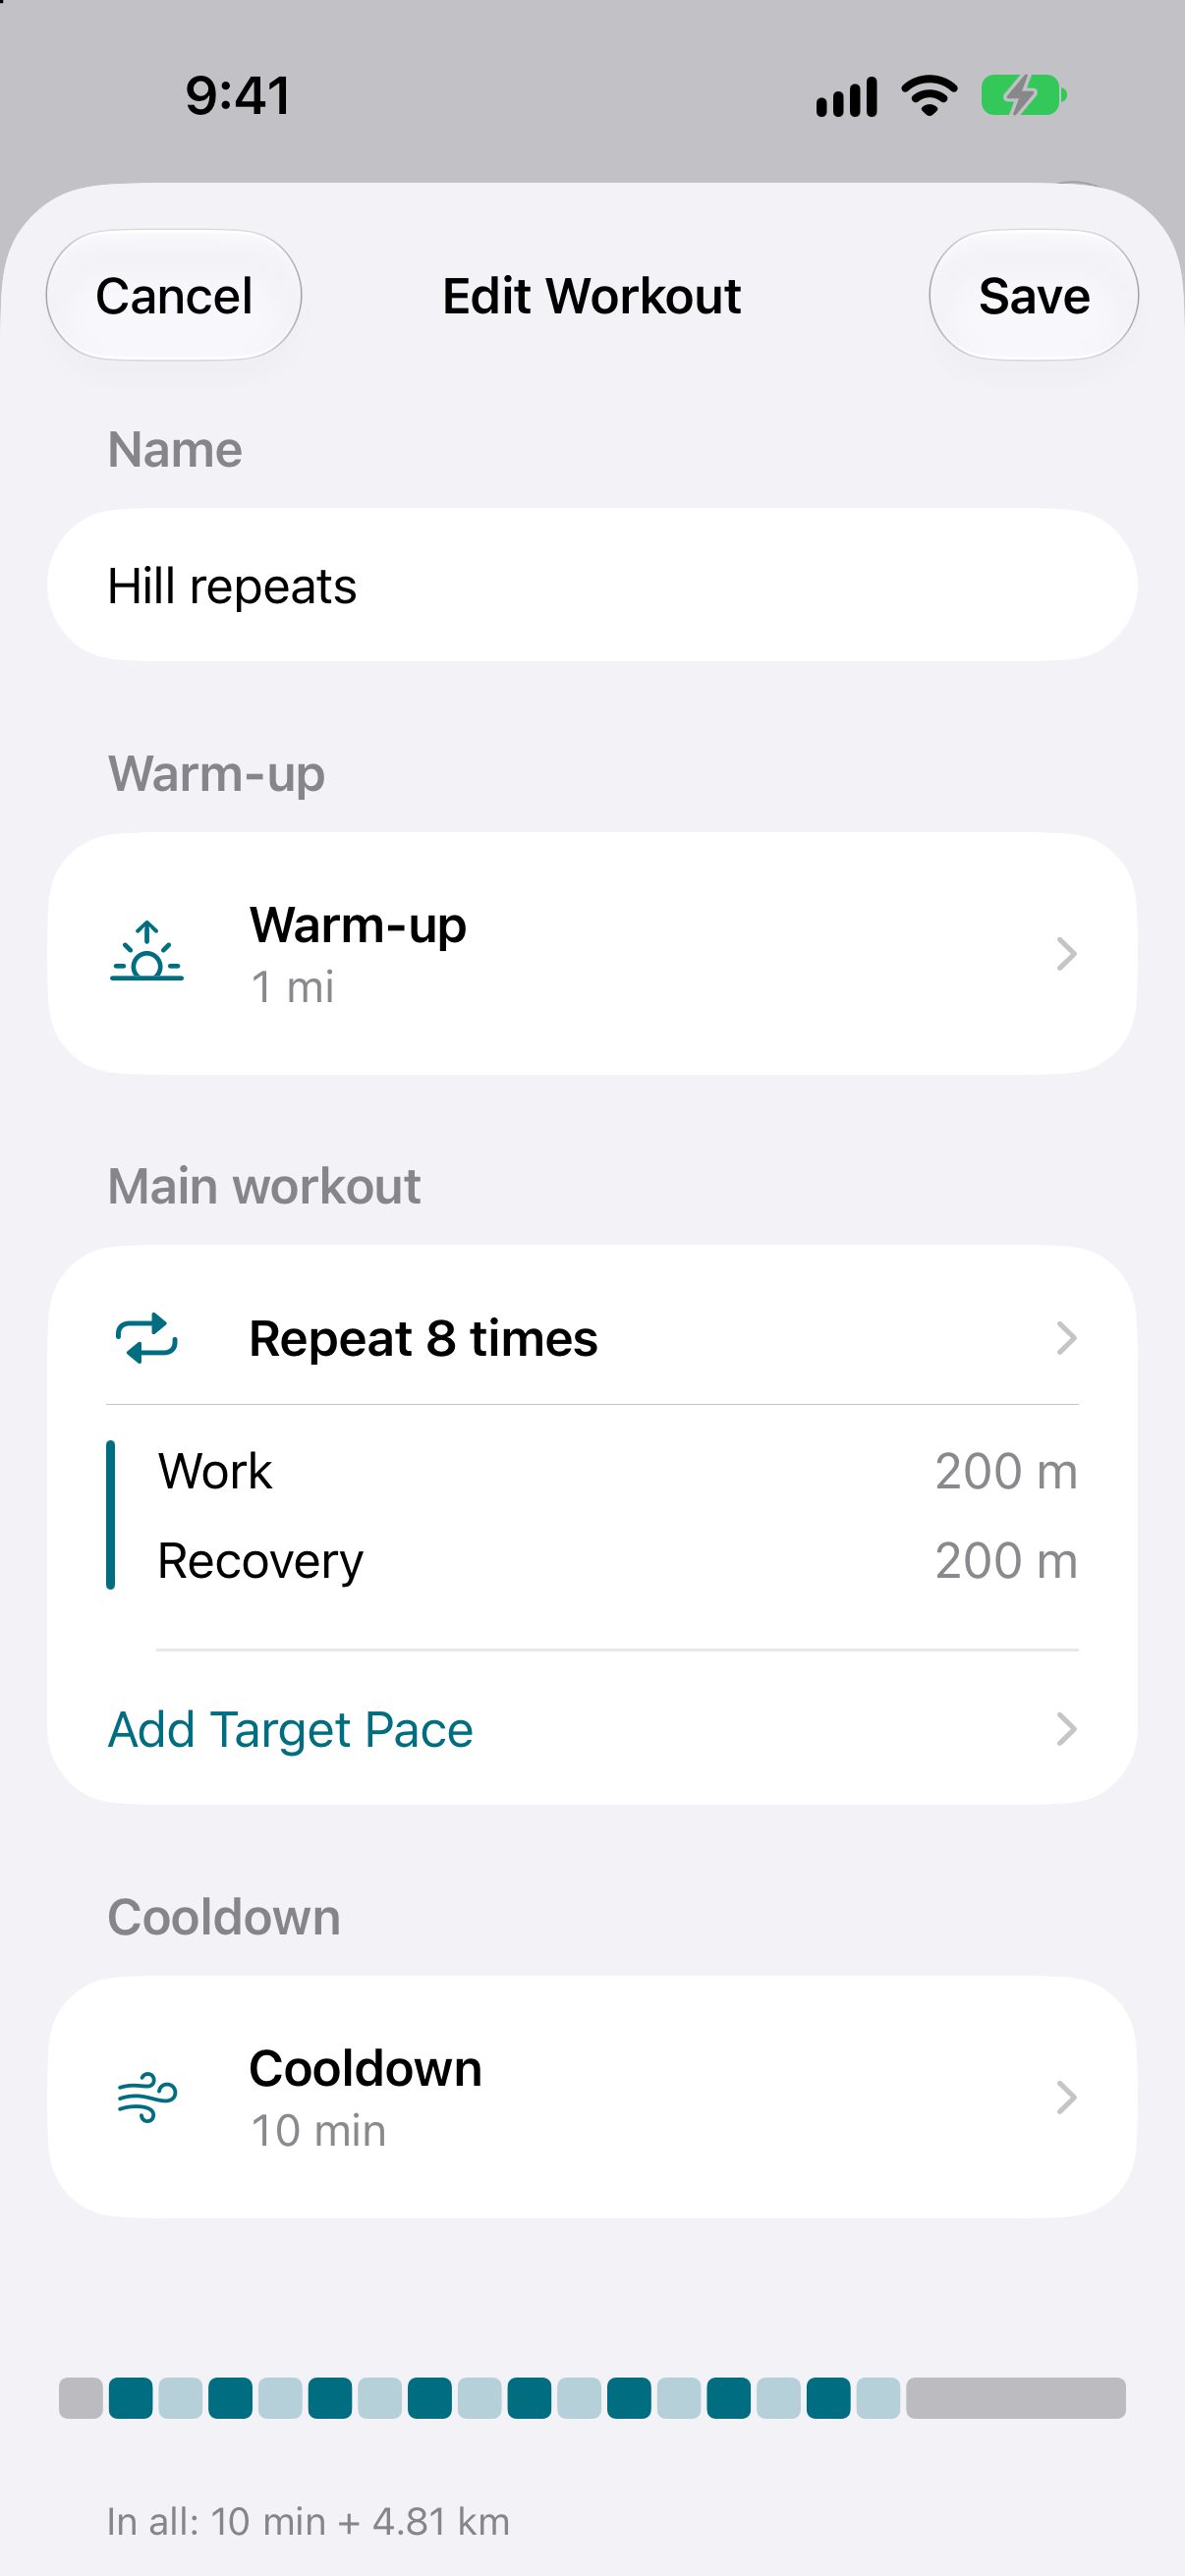 9:41
Cancel
Edit Workout
Save
Name
Hill repeats
Warm-up
Warm-up
1 mi
Main workout
Repeat 8 times
Work
200 m
Recovery
200 m
Add Target Pace
Cooldown
Cooldown
10 min
In all: 10 min + 4.81 km